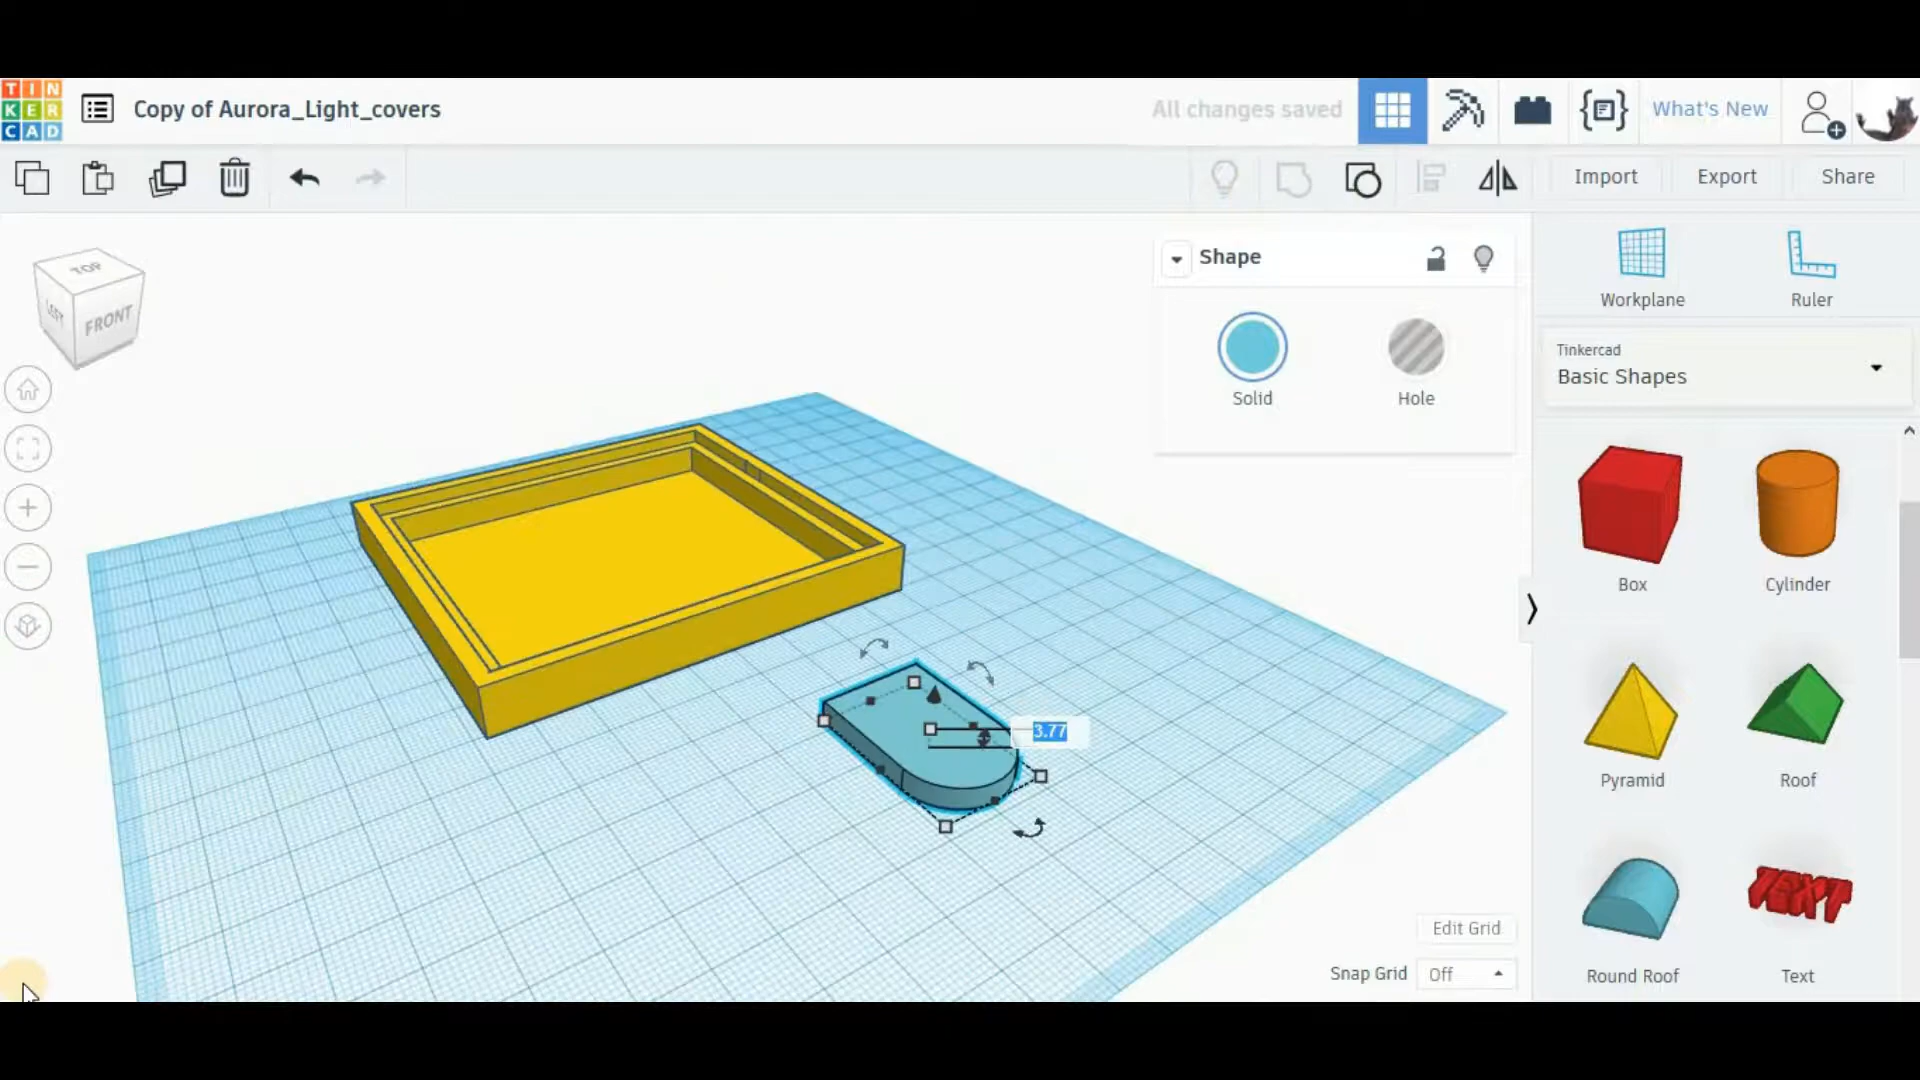 TIN
KER
CAD
Copy of Aurora_Light_covers
All changes saved
What's New
Import
Export
Share
TOP
LEFT
FRONT
Shape
Solid
Hole
Workplane
Ruler
Tinkercad
Basic Shapes
Box
Cylinder
3.77
Pyramid
Roof
TEXT
Edit Grid
Snap Grid
Off
Round Roof
Text